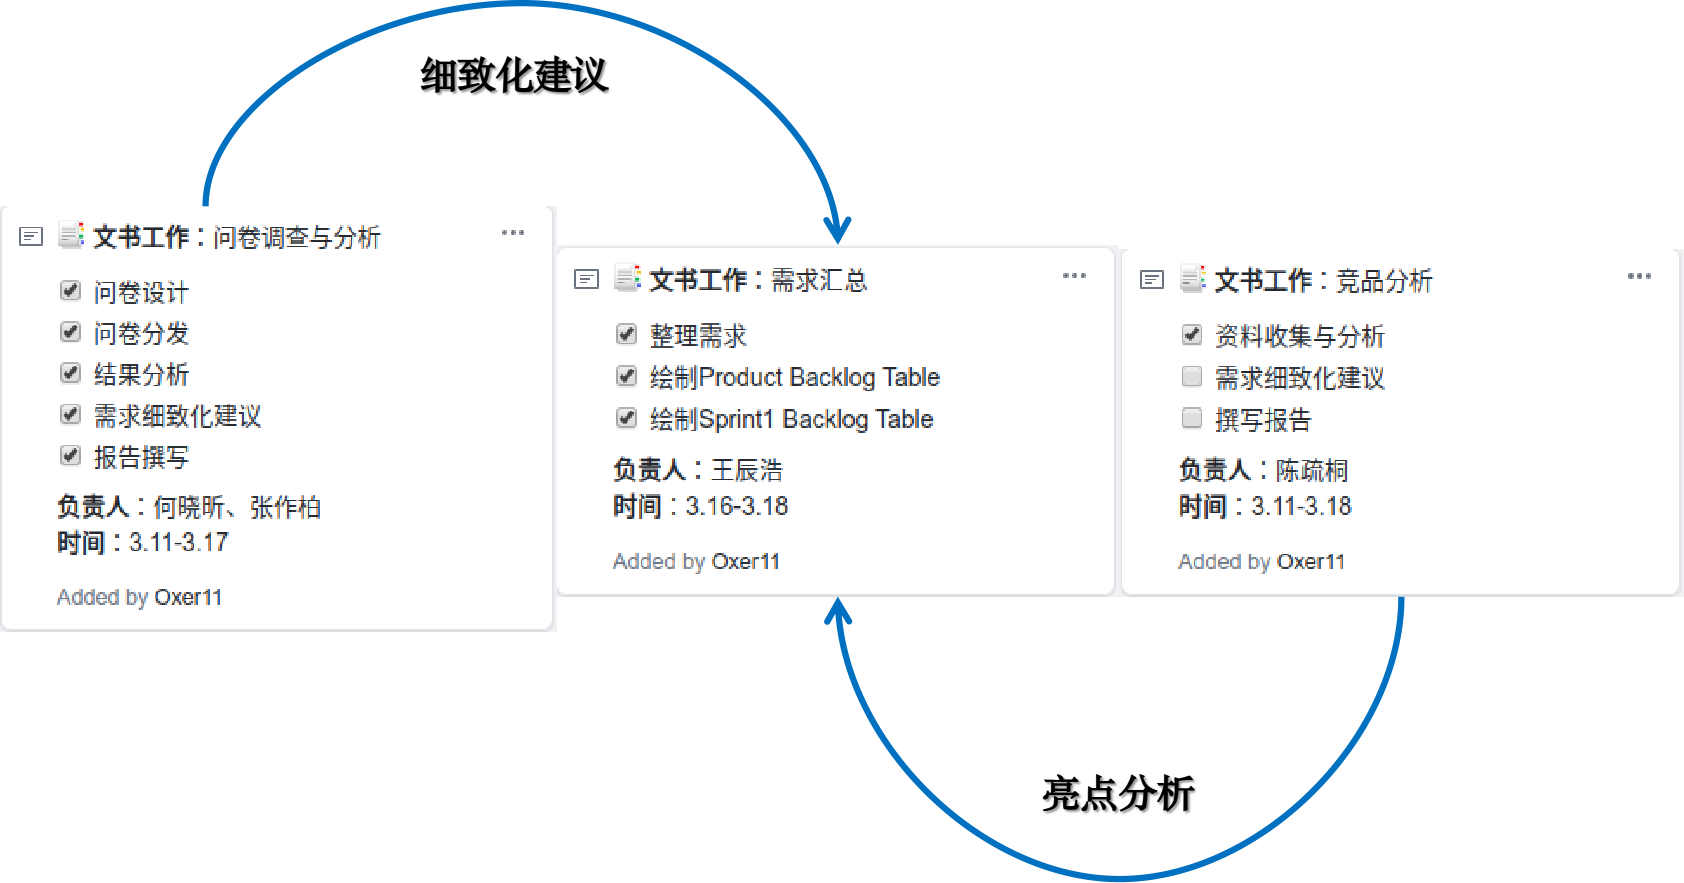 细致化建议
文书工作：问卷调查与分析
问卷设计
问卷分发
结果分析
需求细致化建议
报告撰写
负责人：何晓昕、张作柏
时间：3.11-3.17
Added by Oxer11
文书工作：需求汇总
整理需求
绘制Product Backlog Table
绘制Sprint1 Backlog Table
负责人：王辰浩
时间：3.16-3.18
Added by Oxer11
文书工作：竞品分析
资料收集与分析
需求细致化建议
撰写报告
负责人：陈疏桐
时间：3.11-3.18
Added by Oxer11
亮点分析